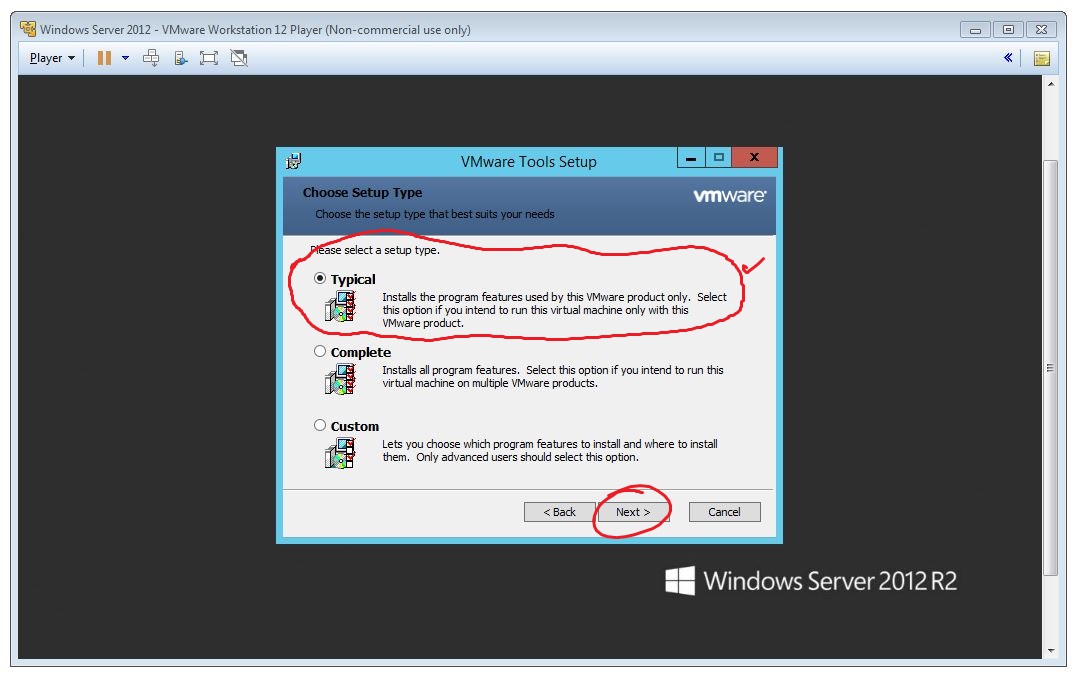 Windows Server 2012 - VMware Workstation 12 Player (Non-commercial use only)
Player
VMware Tools Setup
Choose Setup Type
Choose the setup type that best suits your needs
vmware
Please select a setup type.
Typical
Installs the program features used by this VMware product only. Select
this option if you intend to run this virtual machine only with this
VMware product.
Complete
Installs all program features. Select this option if you intend to run this
virtual machine on multiple VMware products.
Custom
Lets you choose which program features to install and where to install
them. Only advanced users should select this option.
< Back Next > Cancel
Windows Server 2012 R2